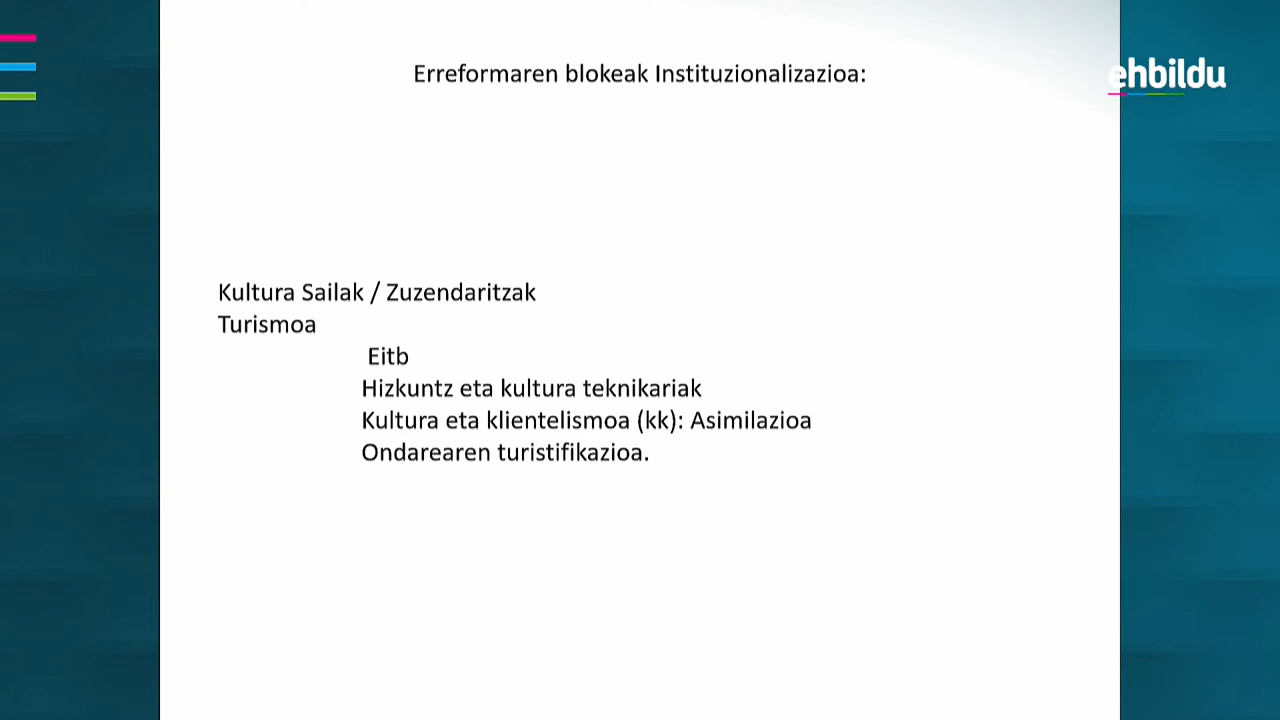 Erreformaren blokeak Instituzionalizazioa:
ehbildu
Kultura Sailak / Zuzendaritzak
Turismoa
Eitb
Hizkuntz eta kultura teknikariak
Kultura eta klientelismoa (kk): Asimilazioa
Ondarearen turistifikazioa.